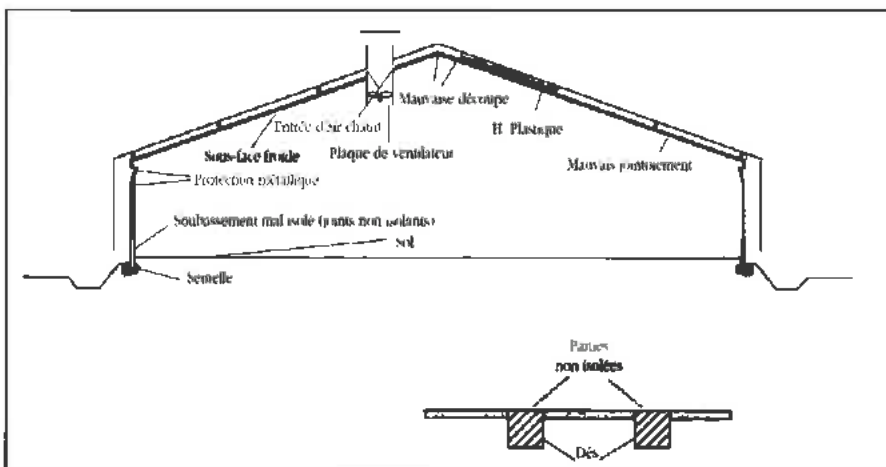 Mauvaise découpe
Entrée d'air chaud
H Plastique
Sous-face froide
Plaque de ventilateur
Mauvais jointoiement
Protection métallique
Soubassement mal isolé (joints non isolants)
Sol
Semelle
Parties
non isolées
Dés